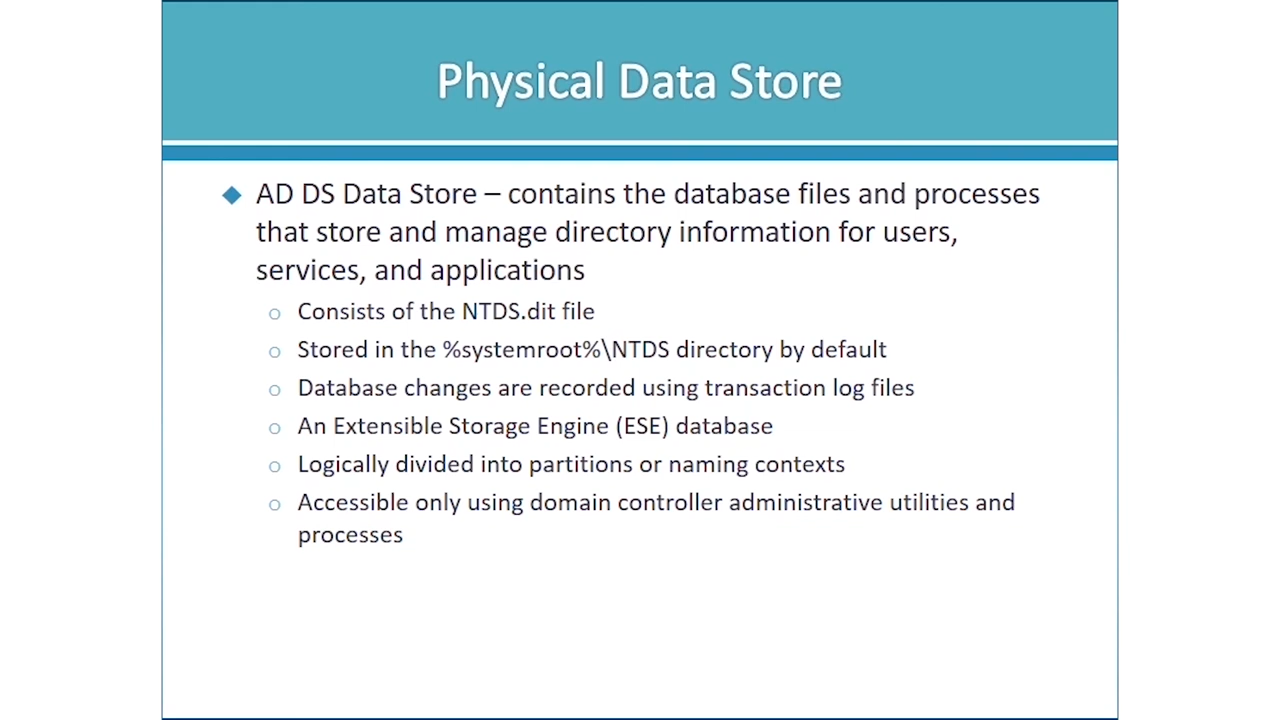 Physical Data Store
AD DS Data Store – contains the database files and processes
that store and manage directory information for users,
services, and applications
Consists of the NTDS.dit file
Stored in the %systemroot%\NTDS directory by default
Database changes are recorded using transaction log files
An Extensible Storage Engine (ESE) database
Logically divided into partitions or naming contexts
Accessible only using domain controller administrative utilities and
processes